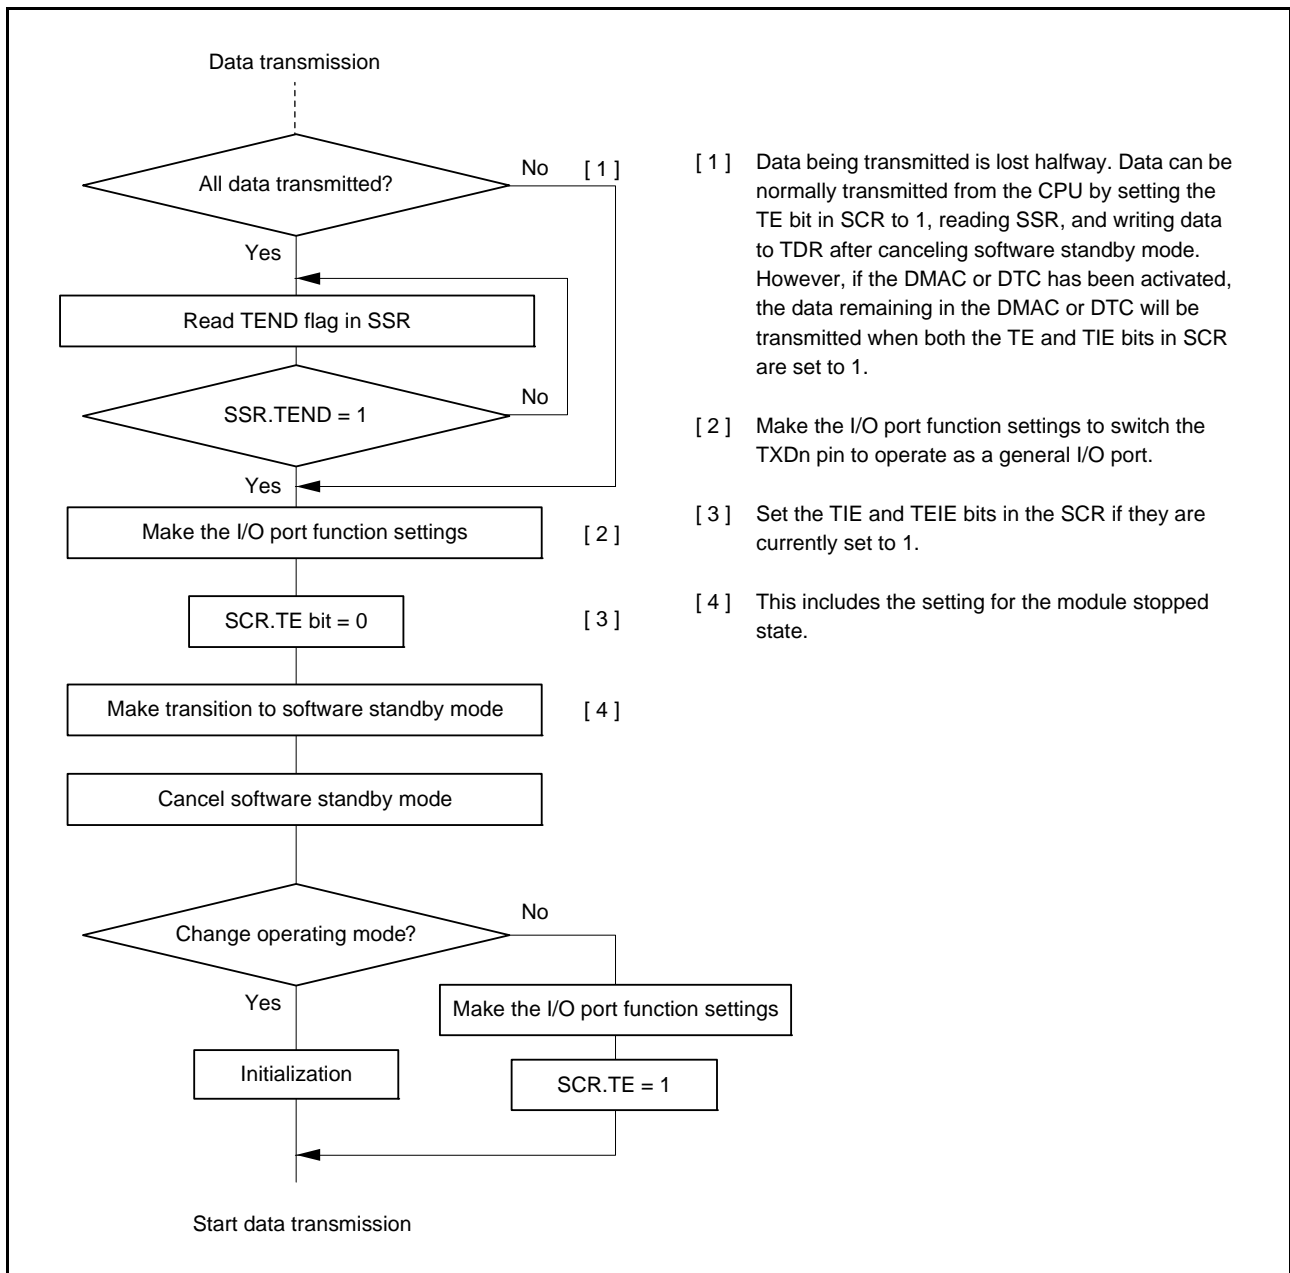 Data transmission
All data transmitted?
No [ 1 ]
Yes
Read TEND flag in SSR
SSR.TEND = 1
No
Yes
Make the I/O port function settings
[ 2 ]
SCR.TE bit = 0
[ 3 ]
Make transition to software standby mode
[ 4 ]
Cancel software standby mode
Change operating mode?
No
Yes
Make the I/O port function settings
Initialization
SCR.TE = 1
Start data transmission
[ 1 ] Data being transmitted is lost halfway. Data can be
normally transmitted from the CPU by setting the
TE bit in SCR to 1, reading SSR, and writing data
to TDR after canceling software standby mode.
However, if the DMAC or DTC has been activated,
the data remaining in the DMAC or DTC will be
transmitted when both the TE and TIE bits in SCR
are set to 1.
[ 2 ] Make the I/O port function settings to switch the
TXDn pin to operate as a general I/O port.
[ 3 ] Set the TIE and TEIE bits in the SCR if they are
currently set to 1.
[ 4 ] This includes the setting for the module stopped
state.